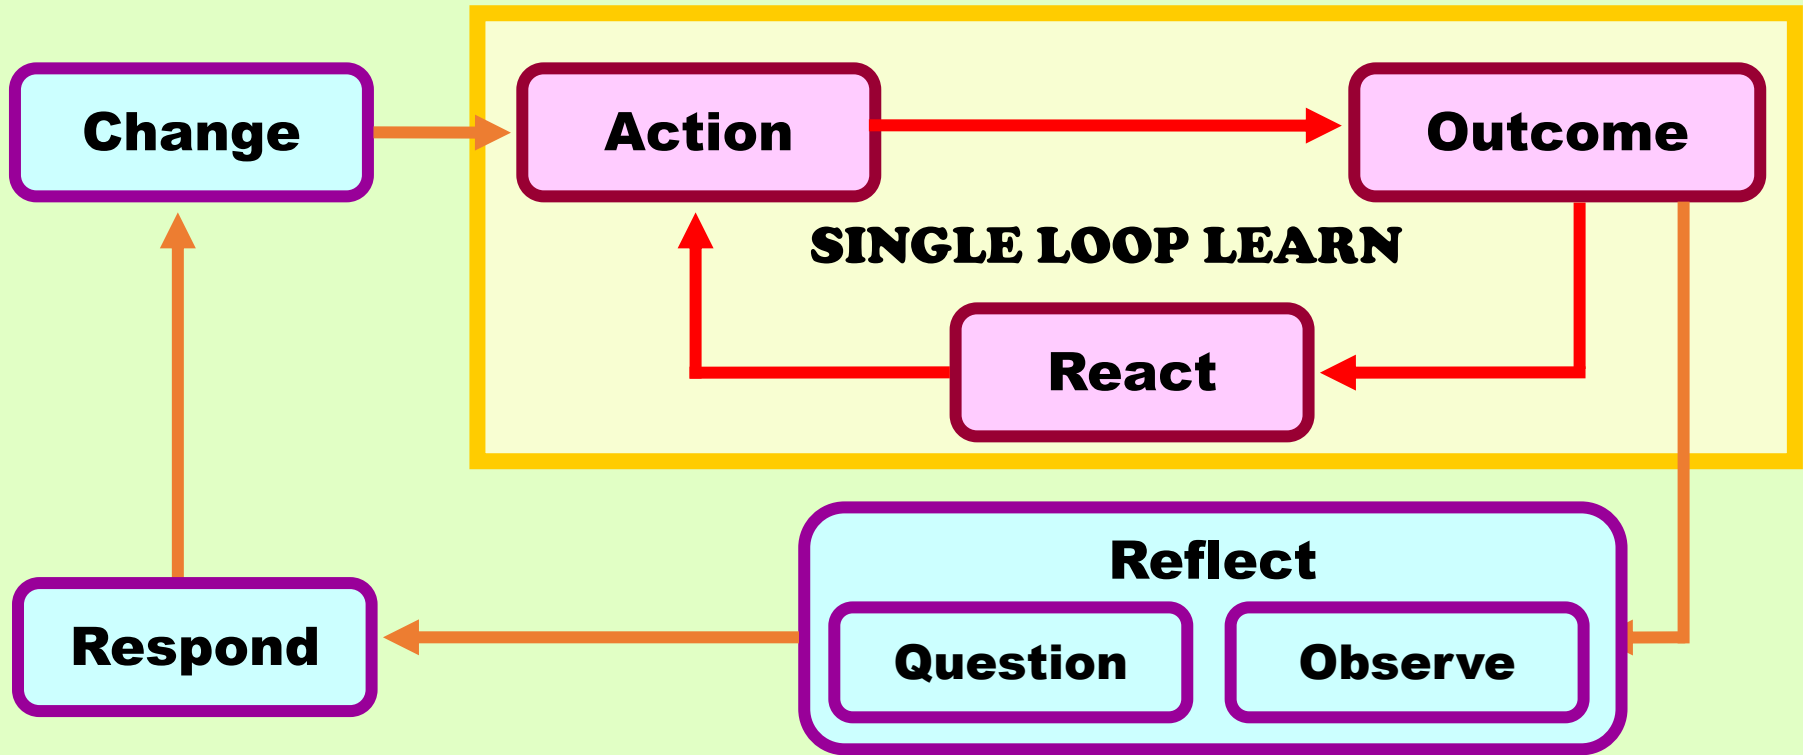 Change
Action
Outcome
SINGLE LOOP LEARN
React
Reflect
Respond
Question
Observe